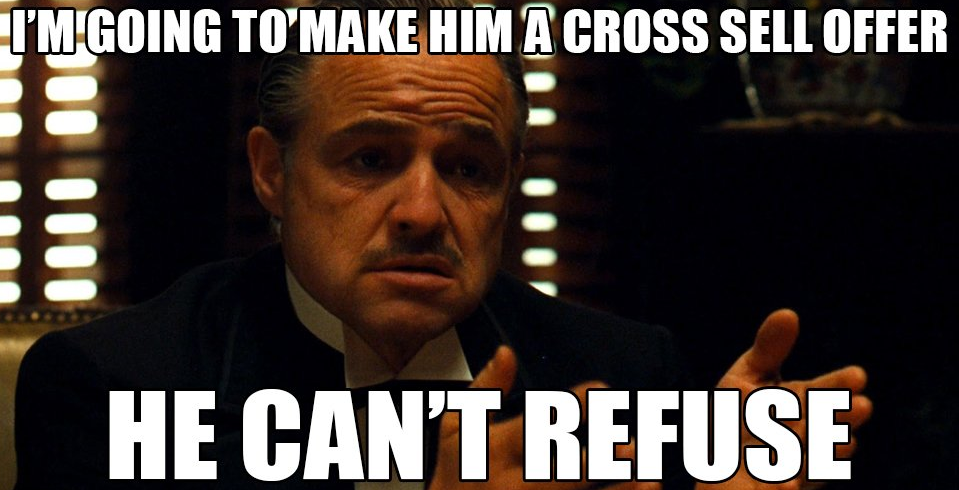 I’M GOING TO MAKE HIM A CROSS SELL OFFER
HE CAN’T REFUSE